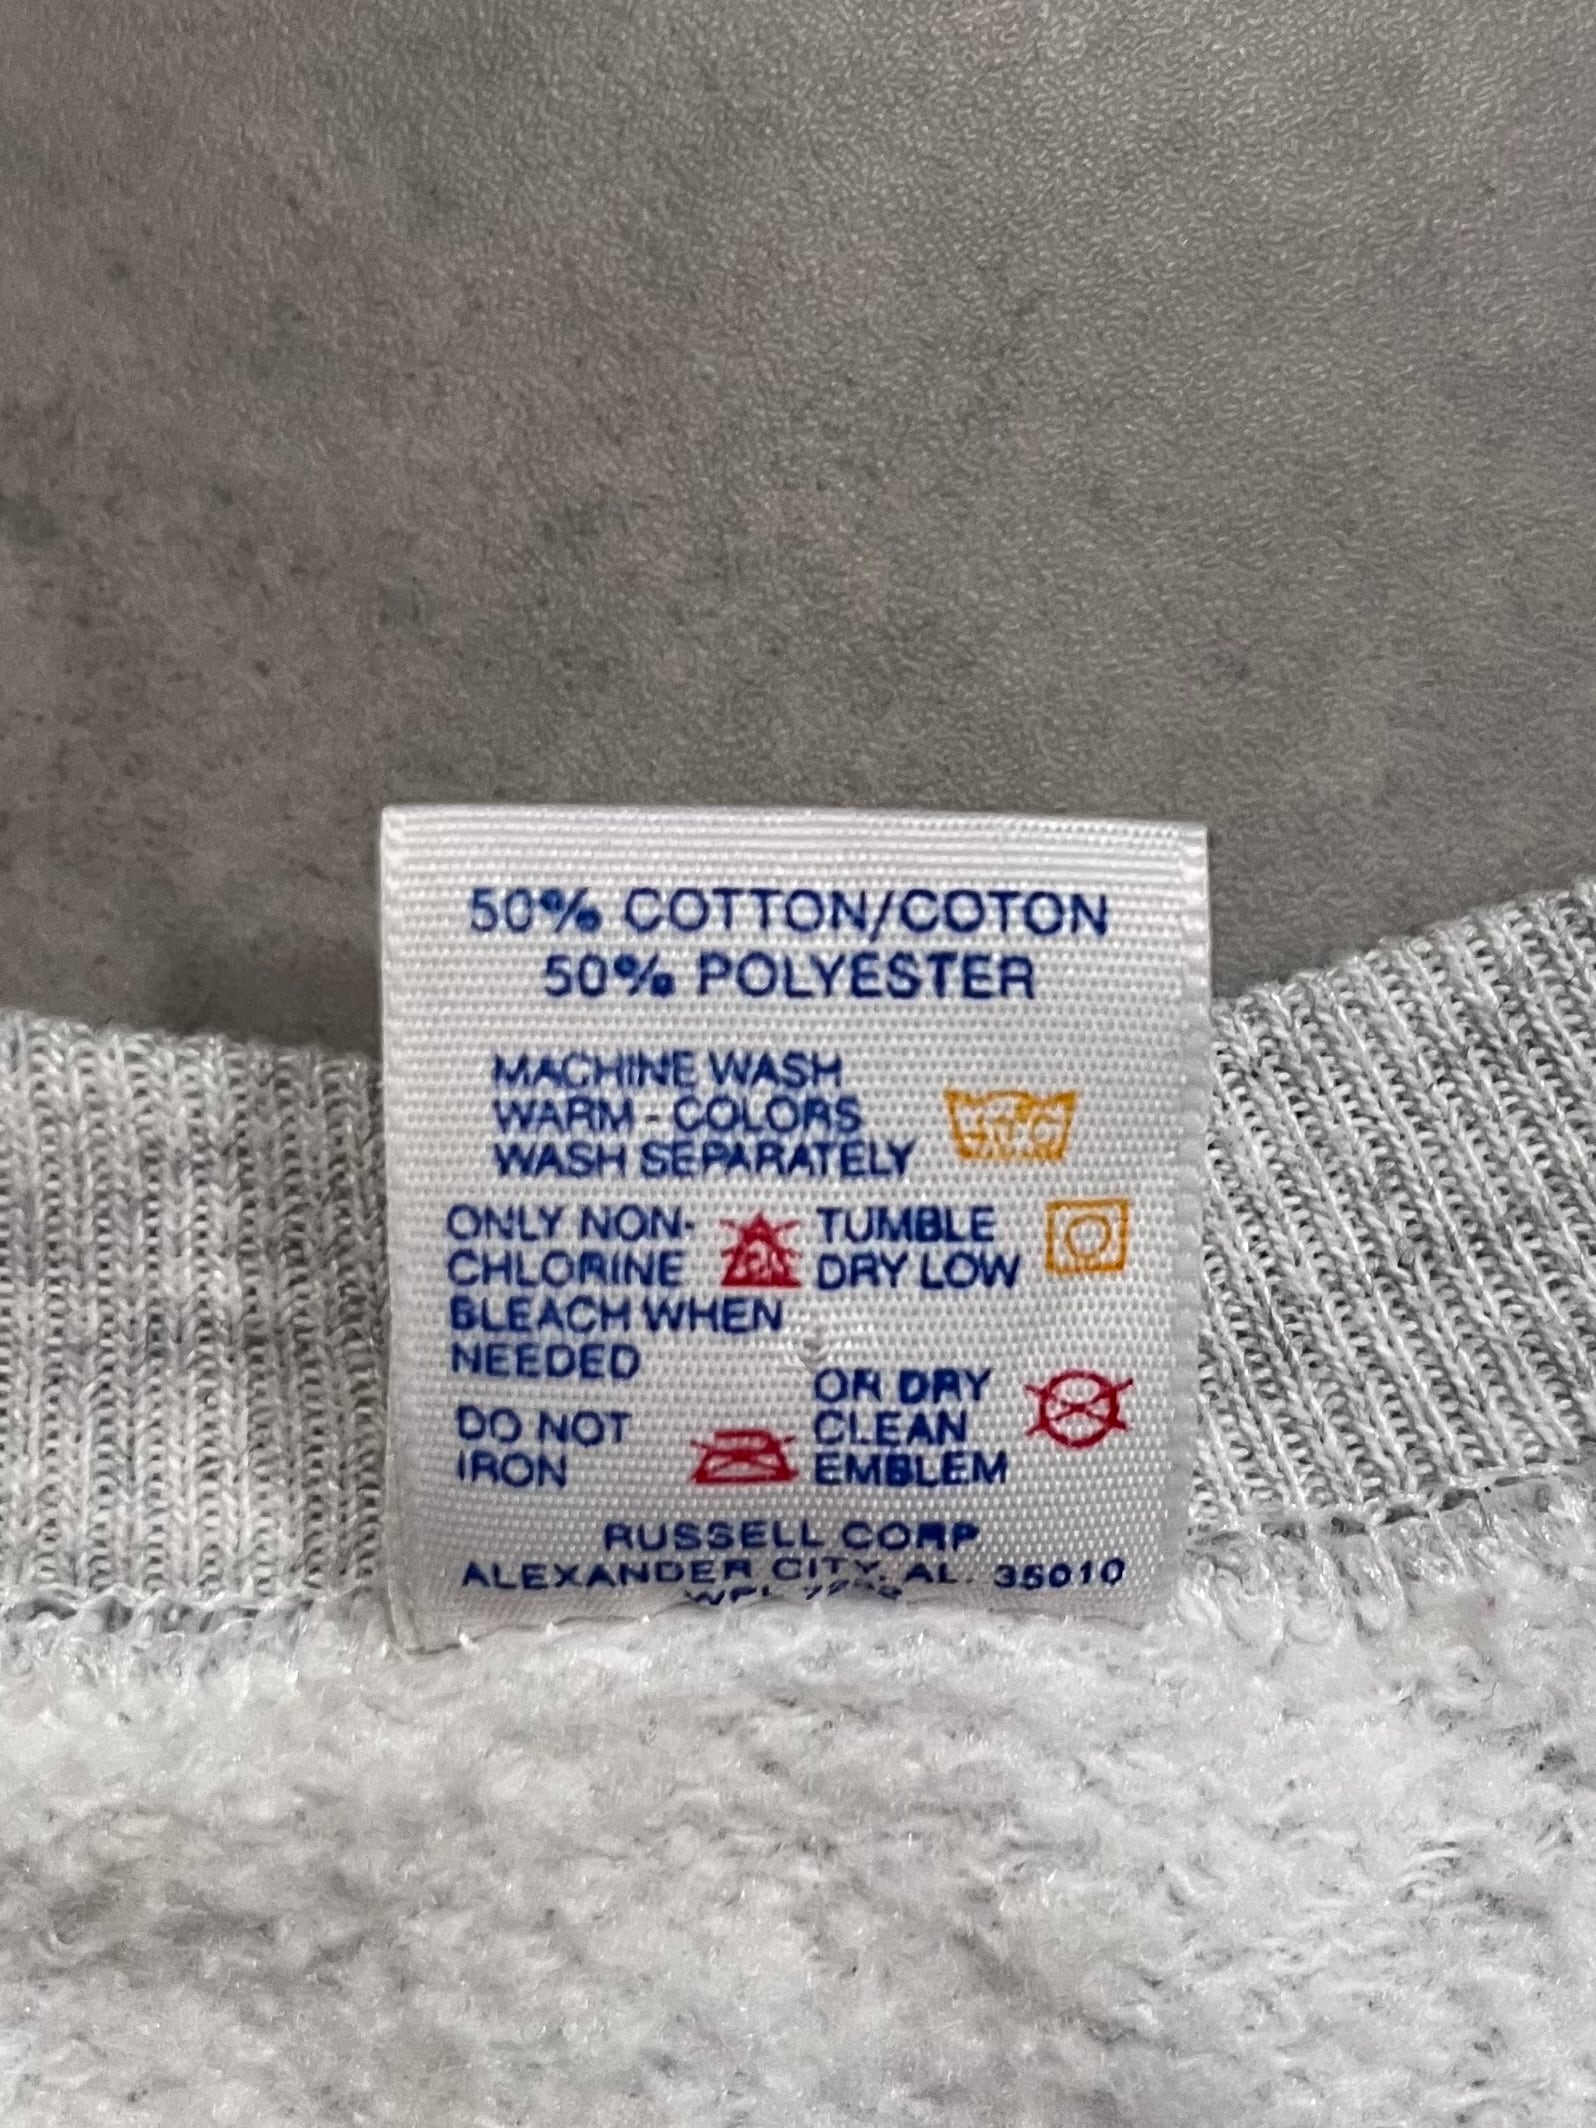 50% COTTON/COTON
50% POLYESTER
MACHINE WASH
WARM - COLORS
WASH SEPARATELY
ONLY NON-
CHLORINE
BLEACH WHEN
NEEDED
TUMBLE
DRY LOW
DO NOT
IRON
OR DRY
CLEAN
EMBLEM
RUSSELL CORP
ALEXANDER CITY, AL. 35010
WPL